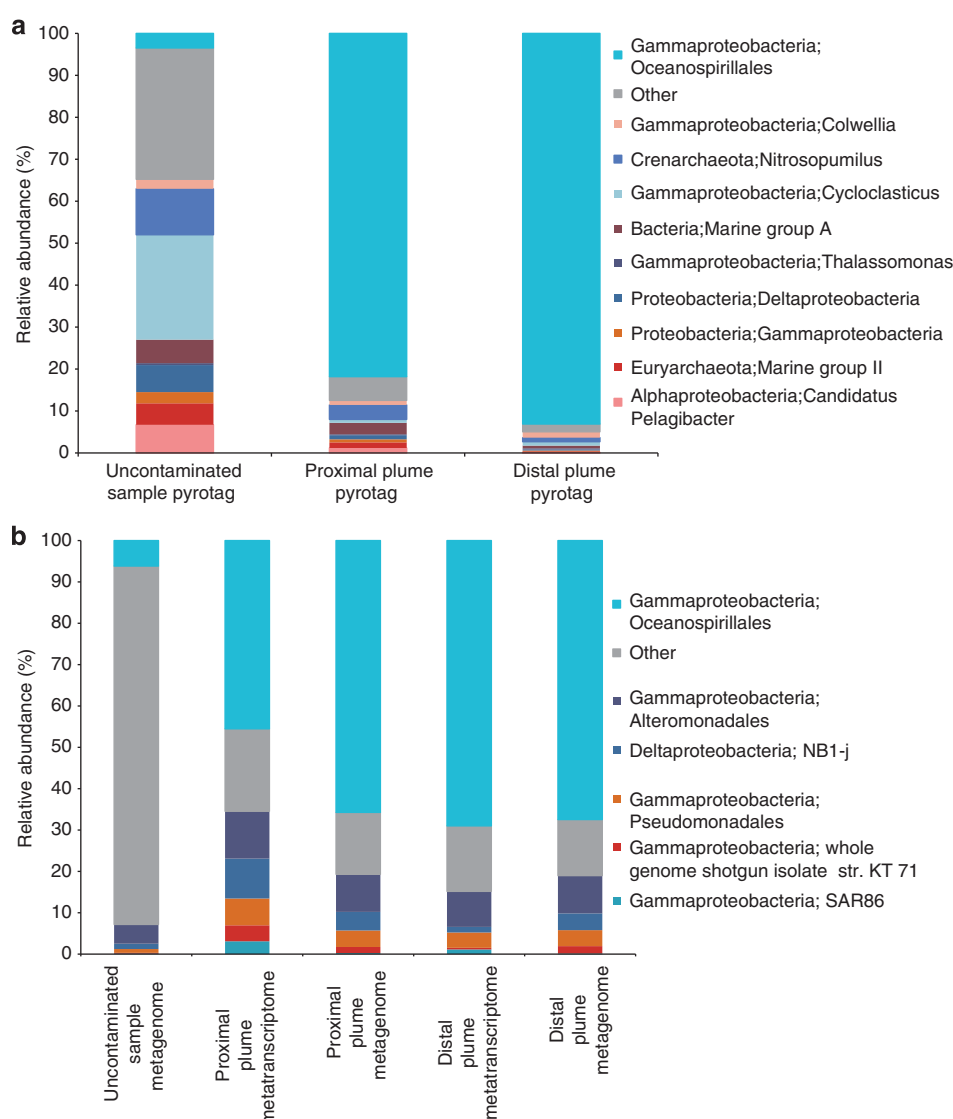 a
100
90
80
70
60
50
40
30
20
10
0
Relative abundance (%)
Uncontaminated
sample pyrotag
Proximal plume
pyrotag
Distal plume
pyrotag
Gammaproteobacteria;
Oceanospirillales
Other
Gammaproteobacteria;Colwellia
Crenarchaeota;Nitrosopumilus
Gammaproteobacteria;Cycloclasticus
Bacteria;Marine group A
Gammaproteobacteria;Thalassomonas
Proteobacteria;Deltaproteobacteria
Proteobacteria;Gammaproteobacteria
Euryarchaeota;Marine group II
Alphaproteobacteria;Candidatus
Pelagibacter
b
100
90
80
70
60
50
40
30
20
10
0
Relative abundance (%)
Uncontaminated
sample
metagenome
Proximal
plume
metatranscriptome
Proximal
plume
metagenome
Distal
plume
metatranscriptome
Distal
plume
metagenome
Gammaproteobacteria;
Oceanospirillales
Other
Gammaproteobacteria;
Alteromonadales
Deltaproteobacteria; NB1-j
Gammaproteobacteria;
Pseudomonadales
Gammaproteobacteria; whole
genome shotgun isolate str. KT 71
Gammaproteobacteria; SAR86